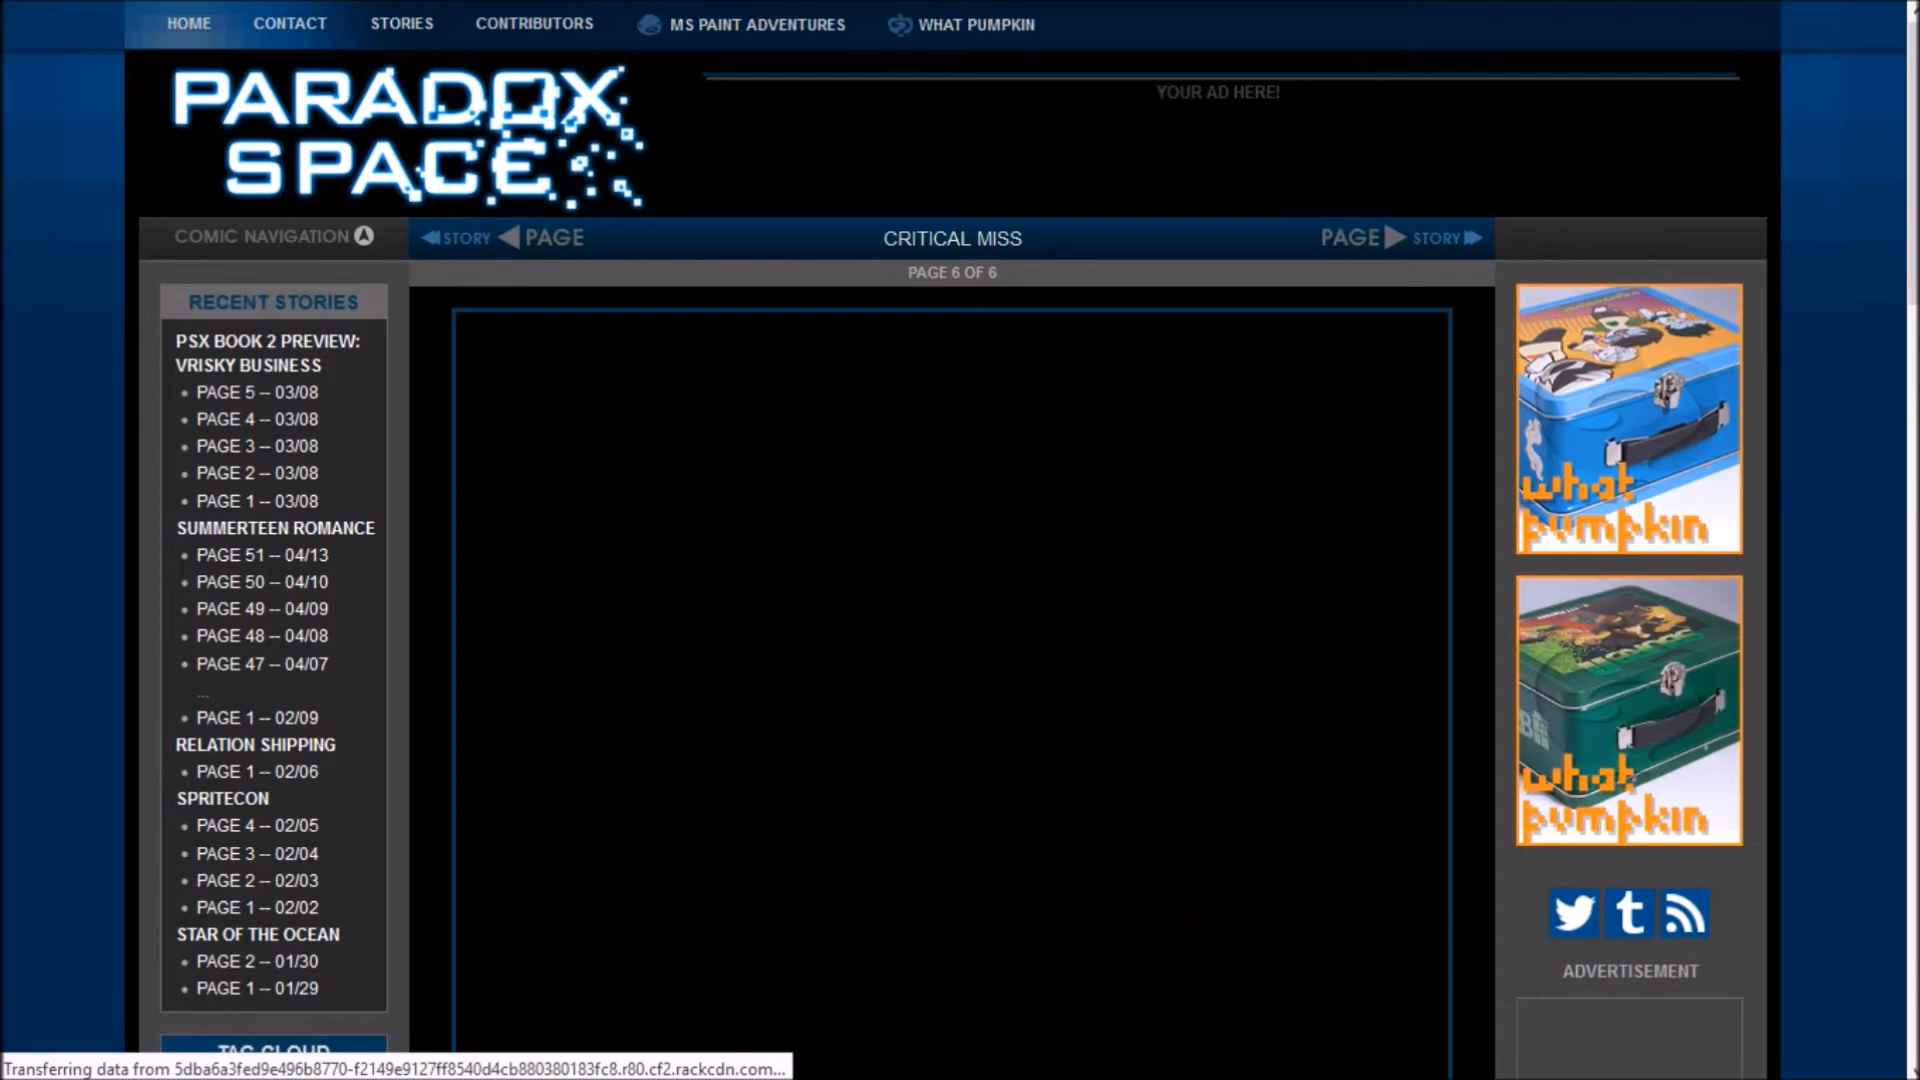 HOME CONTACT STORIES CONTRIBUTORS MS PAINT ADVENTURES WHAT PUMPKIN
PARADOX
SPACE
YOUR AD HERE!
COMIC NAVIGATION
STORY PAGE CRITICAL MISS PAGE STORY
PAGE 6 OF 6
RECENT STORIES
PSX BOOK 2 PREVIEW:
VRISKY BUSINESS
• PAGE 5 -- 03/08
• PAGE 4 -- 03/08
• PAGE 3 -- 03/08
• PAGE 2 -- 03/08
• PAGE 1 -- 03/08
SUMMERTEEN ROMANCE
• PAGE 51 -- 04/13
• PAGE 50 -- 04/10
• PAGE 49 -- 04/09
• PAGE 48 -- 04/08
• PAGE 47 -- 04/07
...
• PAGE 1 -- 02/09
RELATION SHIPPING
• PAGE 1 -- 02/06
SPRITECON
• PAGE 4 -- 02/05
• PAGE 3 -- 02/04
• PAGE 2 -- 02/03
• PAGE 1 -- 02/02
STAR OF THE OCEAN
• PAGE 2 -- 01/30
• PAGE 1 -- 01/29
TAG CLOUD
what
pumpkin
what
pumpkin
ADVERTISEMENT
Transferring data from 5dba6a3fed9e496b8770-f2149e9127ff8540d4cb880380183fc8.r80.cf2.rackcdn.com...